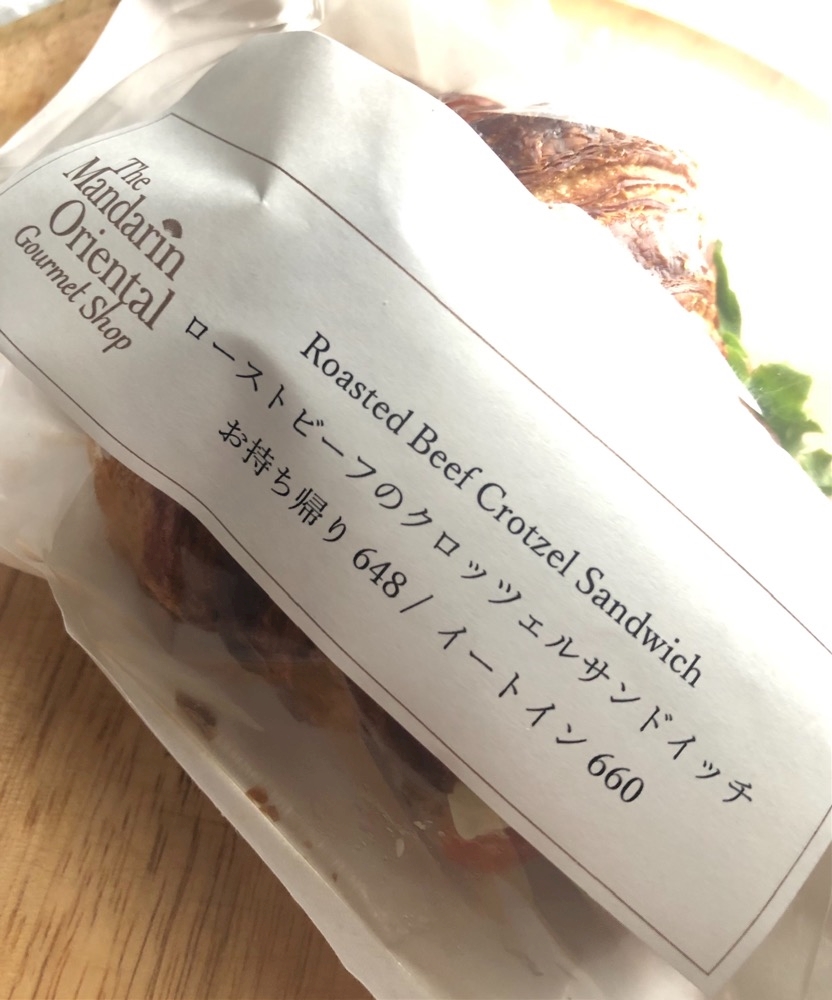 The
Mandarin
Oriental
Gourmet Shop
Roasted Beef Crotzel Sandwich
ローストビーフのクロッツェルサンドイッチ
お持ち帰り 648 / イートイン 660